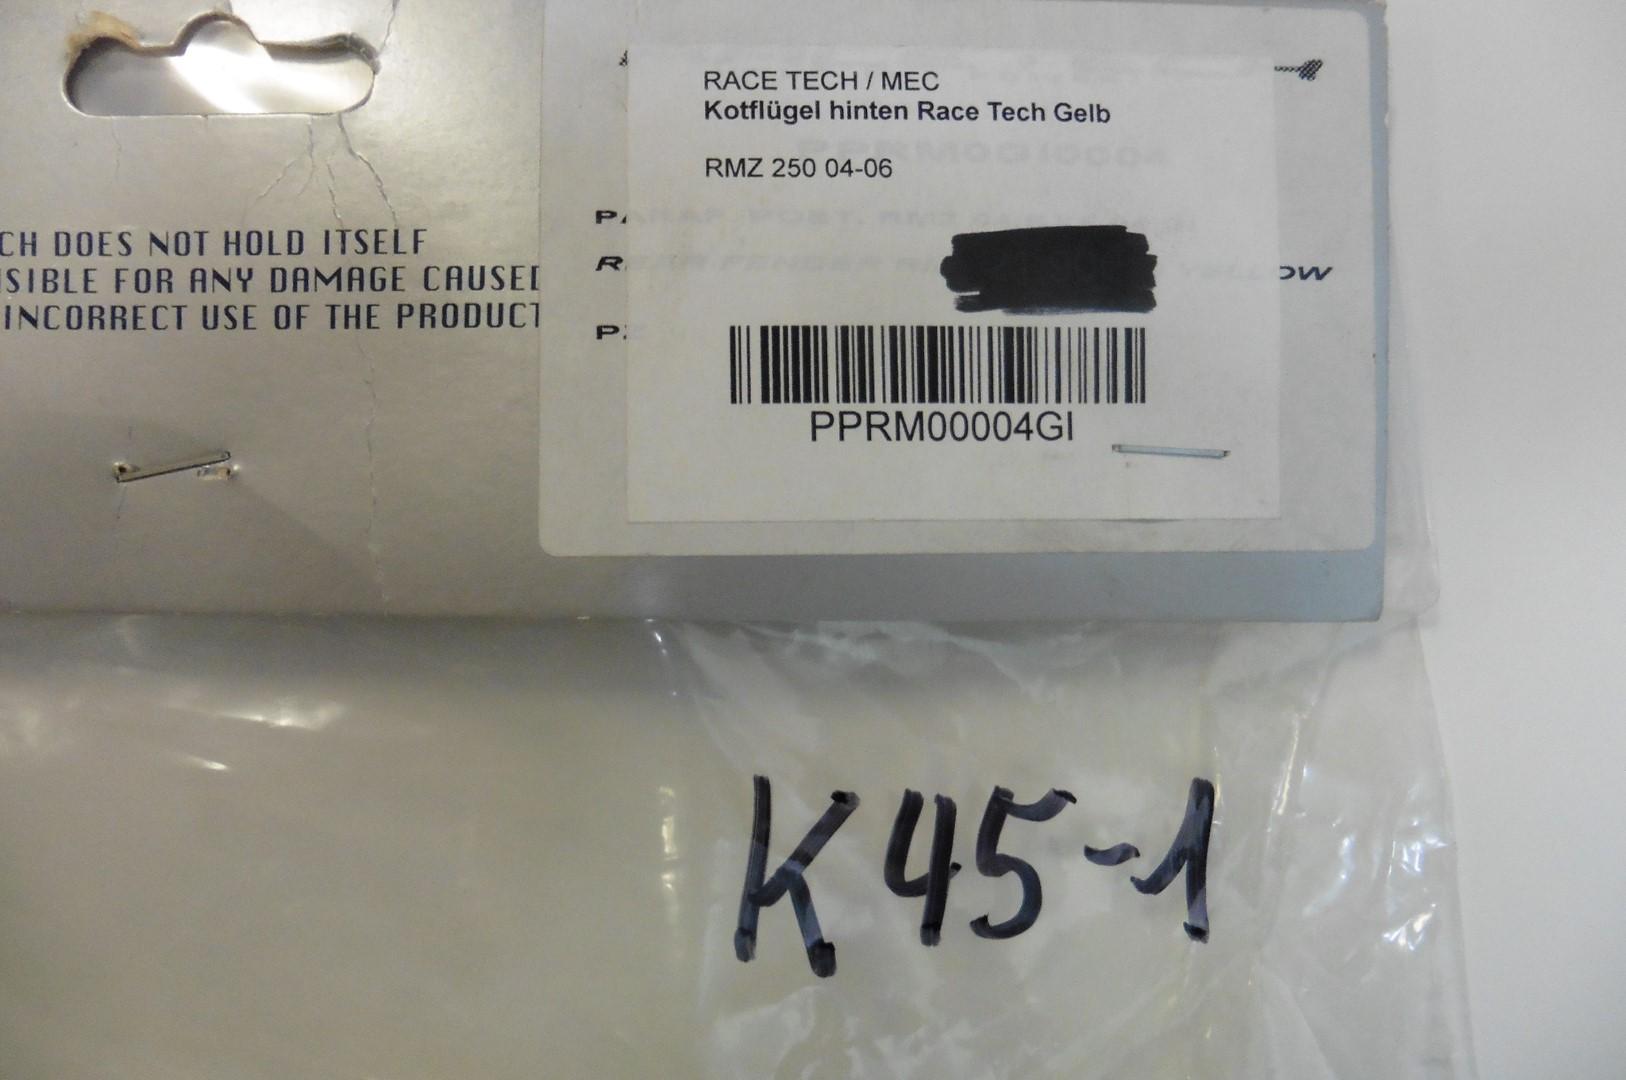 RACE TECH / MEC
Kotflügel hinten Race Tech Gelb
RMZ 250 04-06
PPRM00004GI
CH DOES NOT HOLD ITSELF
SIBLE FOR ANY DAMAGE CAUSED
INCORRECT USE OF THE PRODUCT
K45-1